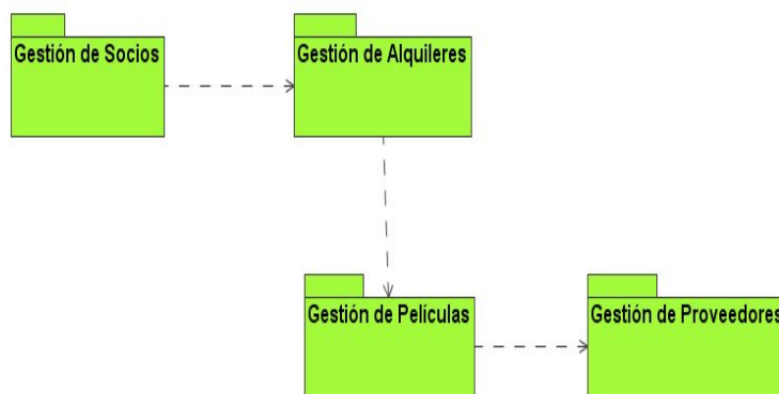 Gestión de Socios
Gestión de Alquileres
Gestión de Películas
Gestión de Proveedores